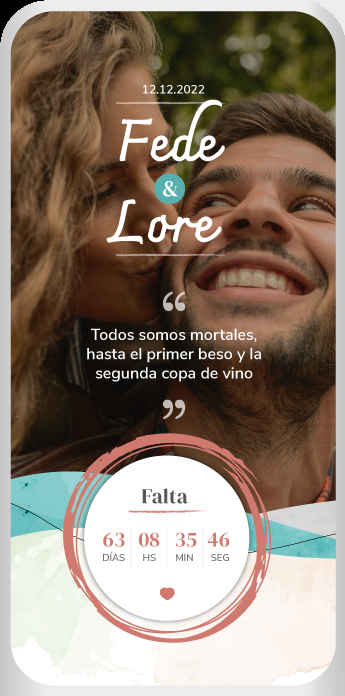 12.12.2022
Fede
&
Lore
“
Todos somos mortales,
hasta el primer beso y la
segunda copa de vino
”
Falta
63 08 35 46
DÍAS HS MIN SEG